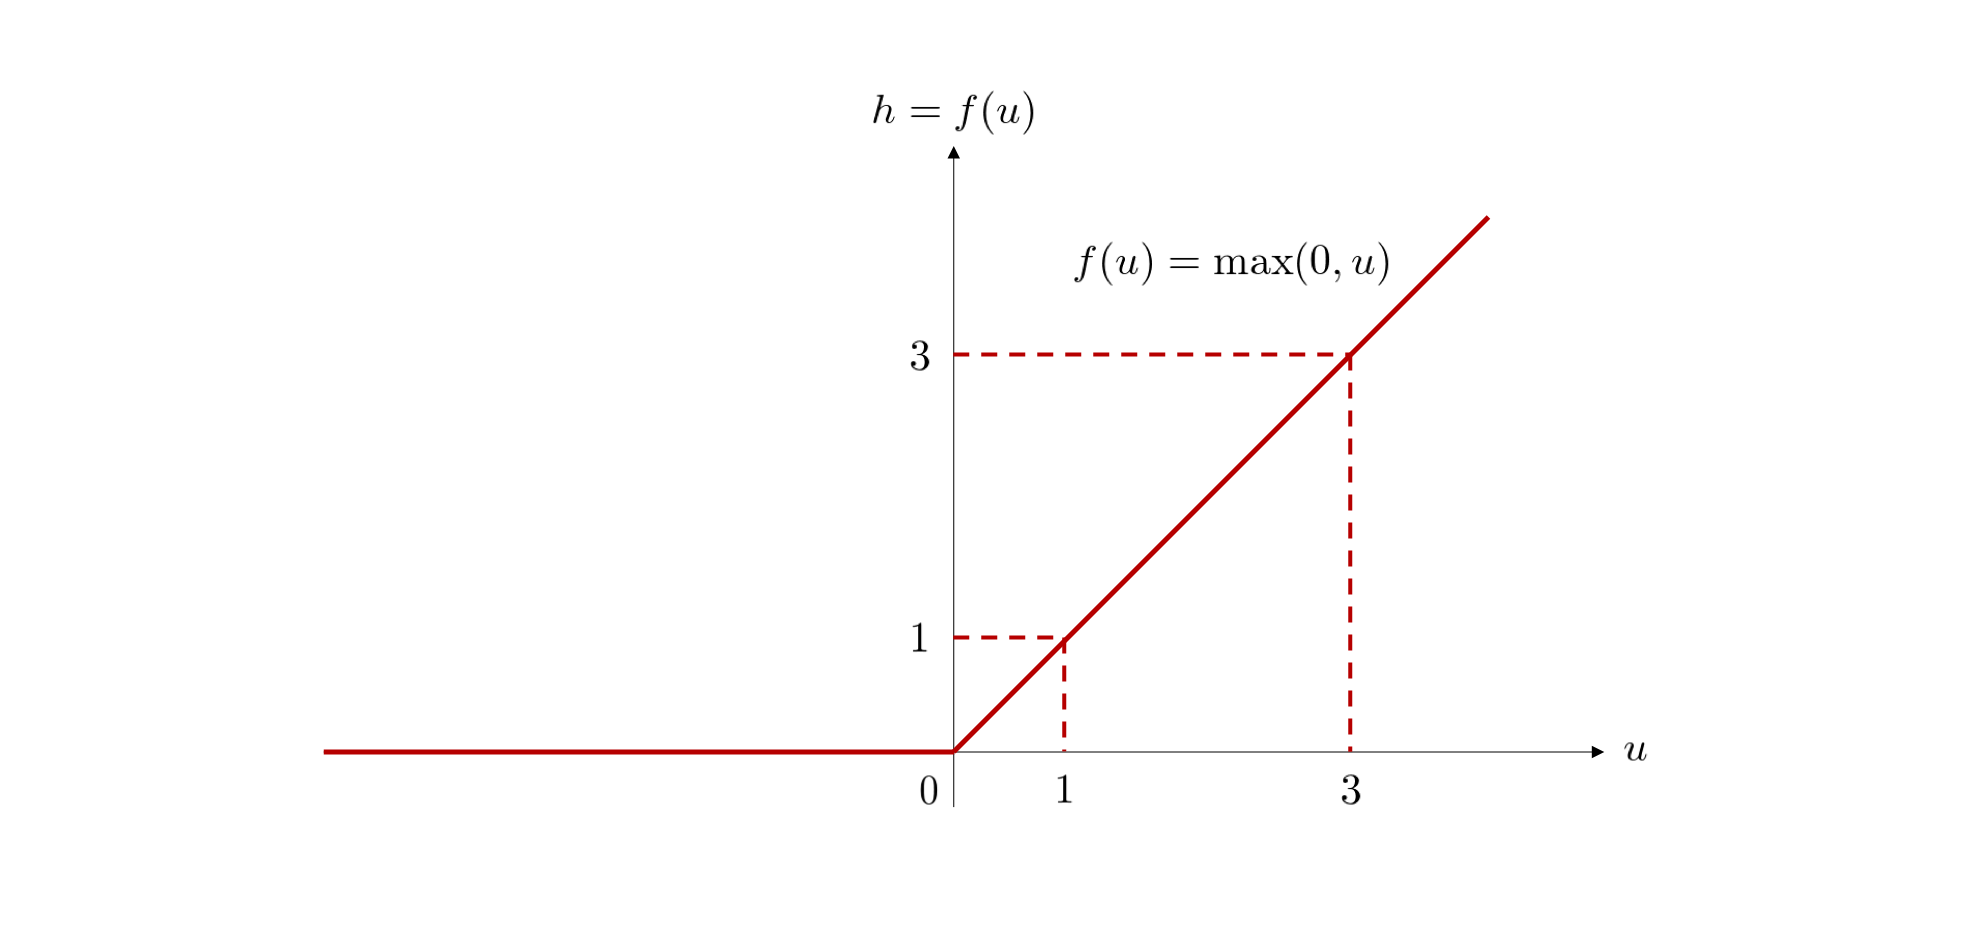 h = f(u)
f(u) = max(0, u)
3
1
u
0
1
3